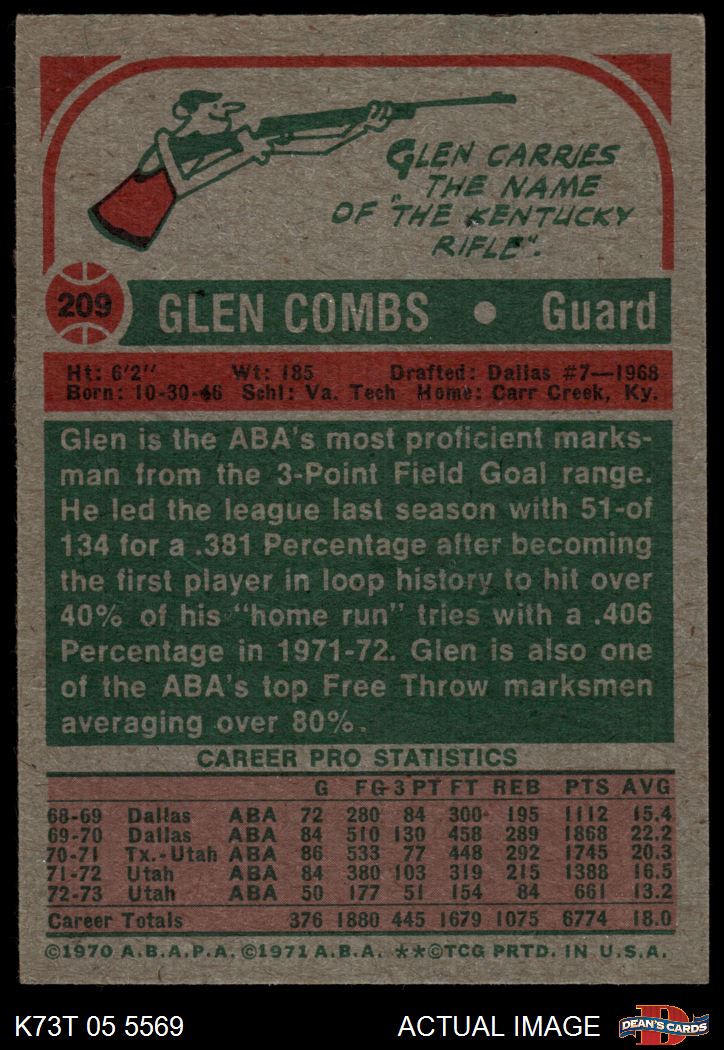 GLEN CARRIES
THE NAME
OF "THE KENTUCKY
RIFLE".
209 GLEN COMBS • Guard
Ht: 6'2" Wt: 185 Drafted: Dallas #7—1968
Born: 10-30-46 Schl: Va. Tech Home: Carr Creek, Ky.
Glen is the ABA's most proficient marks-
man from the 3-Point Field Goal range.
He led the league last season with 51-of
134 for a .381 Percentage after becoming
the first player in loop history to hit over
40% of his "home run" tries with a .406
Percentage in 1971-72. Glen is also one
of the ABA's top Free Throw marksmen
averaging over 80%.
CAREER PRO STATISTICS
G FG 3 PT FT REB PTS AVG
68-69 Dallas ABA 72 280 84 300 195 1112 15.4
69-70 Dallas ABA 84 510 130 458 289 1868 22.2
70-71 Tx.-Utah ABA 86 533 77 448 292 1745 20.3
71-72 Utah ABA 84 380 103 319 215 1388 16.5
72-73 Utah ABA 50 177 51 154 84 661 13.2
Career Totals 376 1880 445 1679 1075 6774 18.0
©1970 A.B.A.P.A. ©1971 A.B.A. **©TCG PRTD. IN U.S.A.
K73T 05 5569 ACTUAL IMAGE DEAN'S CARDS